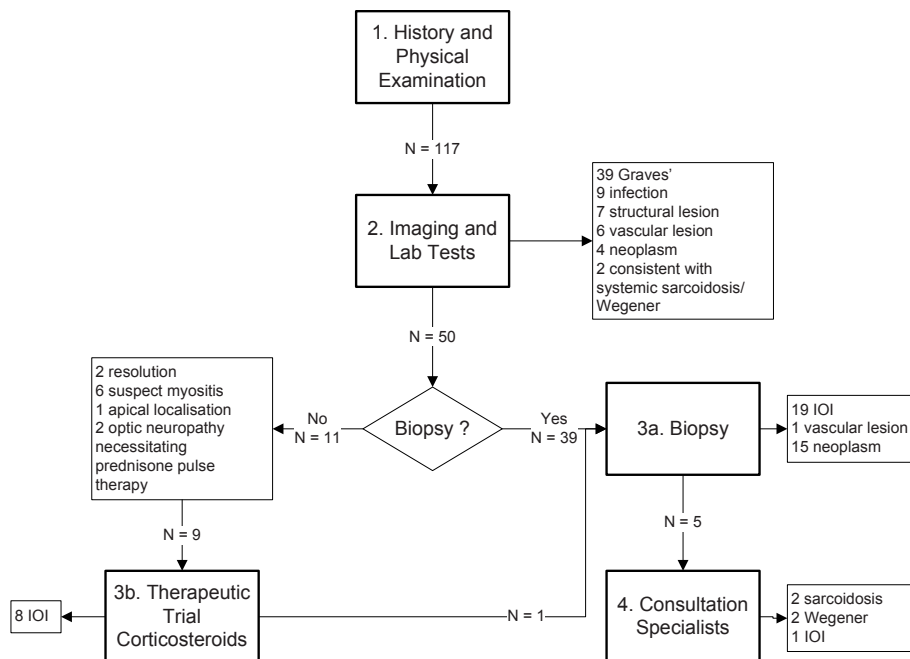 1. History and
Physical
Examination
N = 117
2. Imaging and
Lab Tests
39 Graves'
9 infection
7 structural lesion
6 vascular lesion
4 neoplasm
2 consistent with
systemic sarcoidosis/
Wegener
N = 50
2 resolution
6 suspect myositis
1 apical localisation
2 optic neuropathy
necessitating
prednisone pulse
therapy
No
N = 11
Biopsy ?
Yes
N = 39
3a. Biopsy
19 IOI
1 vascular lesion
15 neoplasm
N = 9
N = 5
8 IOI
3b. Therapeutic
Trial
Corticosteroids
N = 1
4. Consultation
Specialists
2 sarcoidosis
2 Wegener
1 IOI